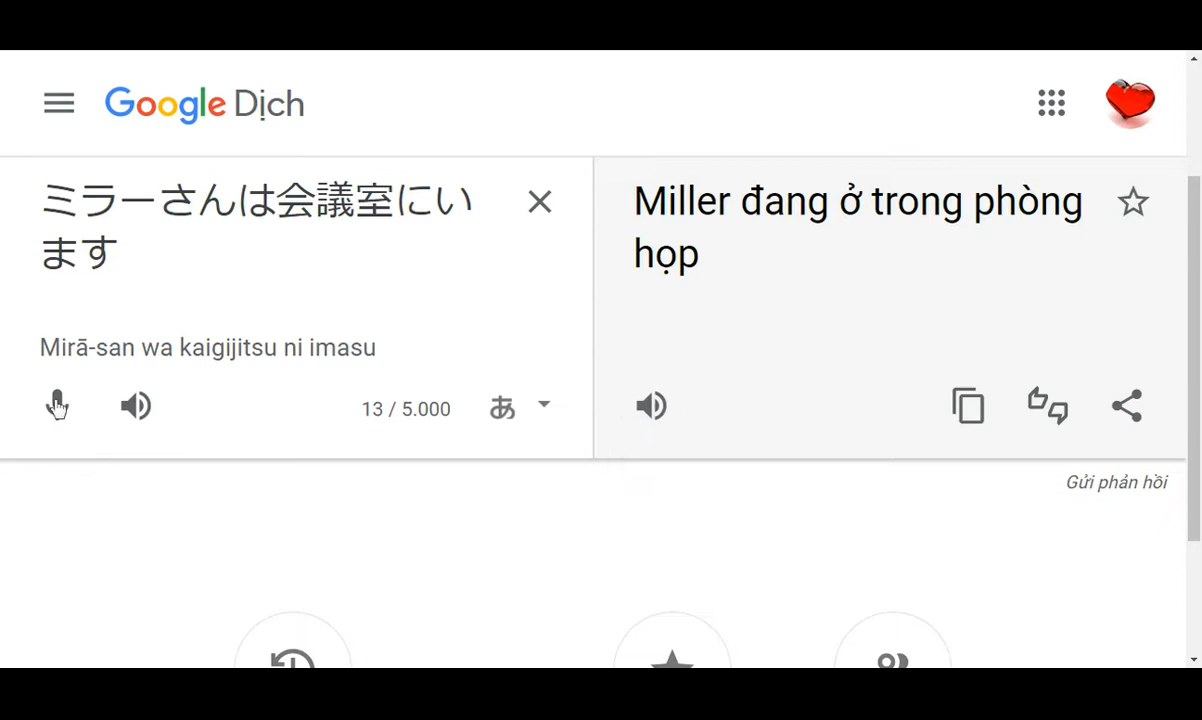 Google Dịch
ミラーさんは会議室にい
ます
Mirā-san wa kaigijitsu ni imasu
13 / 5.000
あ
Miller đang ở trong phòng
họp
Gửi phản hồi